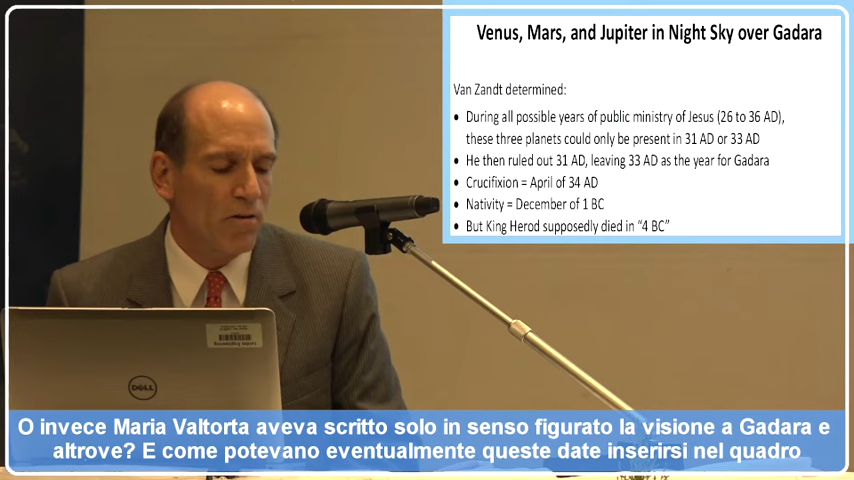 Venus, Mars, and Jupiter in Night Sky over Gadara
Van Zandt determined:
• During all possible years of public ministry of Jesus (26 to 36 AD),
these three planets could only be present in 31 AD or 33 AD
• He then ruled out 31 AD, leaving 33 AD as the year for Gadara
• Crucifixion = April of 34 AD
• Nativity = December of 1 BC
• But King Herod supposedly died in “4 BC”
DELL
O invece Maria Valtorta aveva scritto solo in senso figurato la visione a Gadara e
altrove? E come potevano eventualmente queste date inserirsi nel quadro